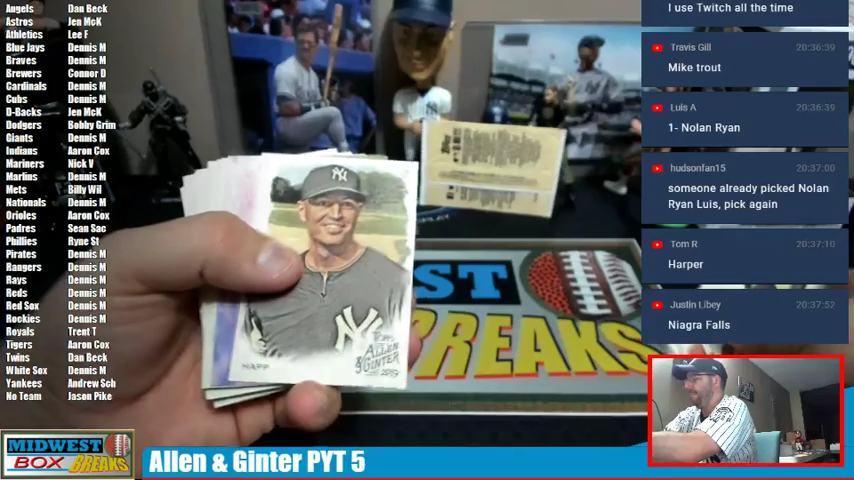 Angels Dan Beck
Astros Jen McK
Athletics Lee F
Blue Jays Dennis M
Braves Dennis M
Brewers Connor D
Cardinals Dennis M
Cubs Dennis M
D-Backs Jen McK
Dodgers Bobby Grim
Giants Dennis M
Indians Aaron Cox
Mariners Nick V
Marlins Dennis M
Mets Billy Wil
Nationals Dennis M
Orioles Aaron Cox
Padres Sean Sac
Phillies Ryne St
Pirates Dennis M
Rangers Dennis M
Rays Dennis M
Reds Dennis M
Red Sox Dennis M
Rockies Dennis M
Royals Trent T
Tigers Aaron Cox
Twins Dan Beck
White Sox Dennis M
Yankees Andrew Sch
No Team Jason Pike
I use Twitch all the time
Travis Gill 20:36:39
Mike trout
Luis A 20:36:39
1- Nolan Ryan
hudsonfan15 20:37:00
someone already picked Nolan
Ryan Luis, pick again
Tom R 20:37:10
Harper
Justin Libey 20:37:52
Niagra Falls
NY
HAPP
TOPPS
ALLEN
& GINTER
2019
ST
BREAKS
MIDWEST
BOX BREAKS
Allen & Ginter PYT 5